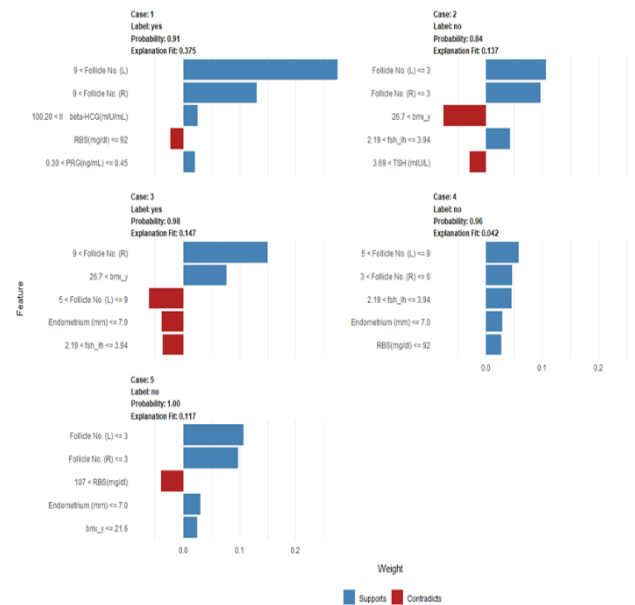 Case: 1
Label: yes
Probability: 0.91
Explanation Fit: 0.375
9 < Follicle No. (L)
9 < Follicle No. (R)
100.20 < II beta-HCG(mIU/mL)
RBS(mg/dl) <= 92
0.30 < PRG(ng/mL) <= 0.45
Case: 2
Label: no
Probability: 0.84
Explanation Fit: 0.137
Follicle No. (L) <= 3
Follicle No. (R) <= 3
26.7 < bmi_y
2.19 < fsh_lh <= 3.94
3.69 < TSH (mIU/L)
Case: 3
Label: yes
Probability: 0.98
Explanation Fit: 0.147
9 < Follicle No. (R)
26.7 < bmi_y
5 < Follicle No. (L) <= 9
Endometrium (mm) <= 7.0
2.19 < fsh_lh <= 3.94
Case: 4
Label: no
Probability: 0.96
Explanation Fit: 0.042
5 < Follicle No. (L) <= 9
3 < Follicle No. (R) <= 6
2.19 < fsh_lh <= 3.94
Endometrium (mm) <= 7.0
RBS(mg/dl) <= 92
0.0 0.1 0.2
Feature
Case: 5
Label: no
Probability: 1.00
Explanation Fit: 0.117
Follicle No. (L) <= 3
Follicle No. (R) <= 3
107 < RBS(mg/dl)
Endometrium (mm) <= 7.0
bmi_y <= 21.6
0.0 0.1 0.2
Weight
Supports Contradicts